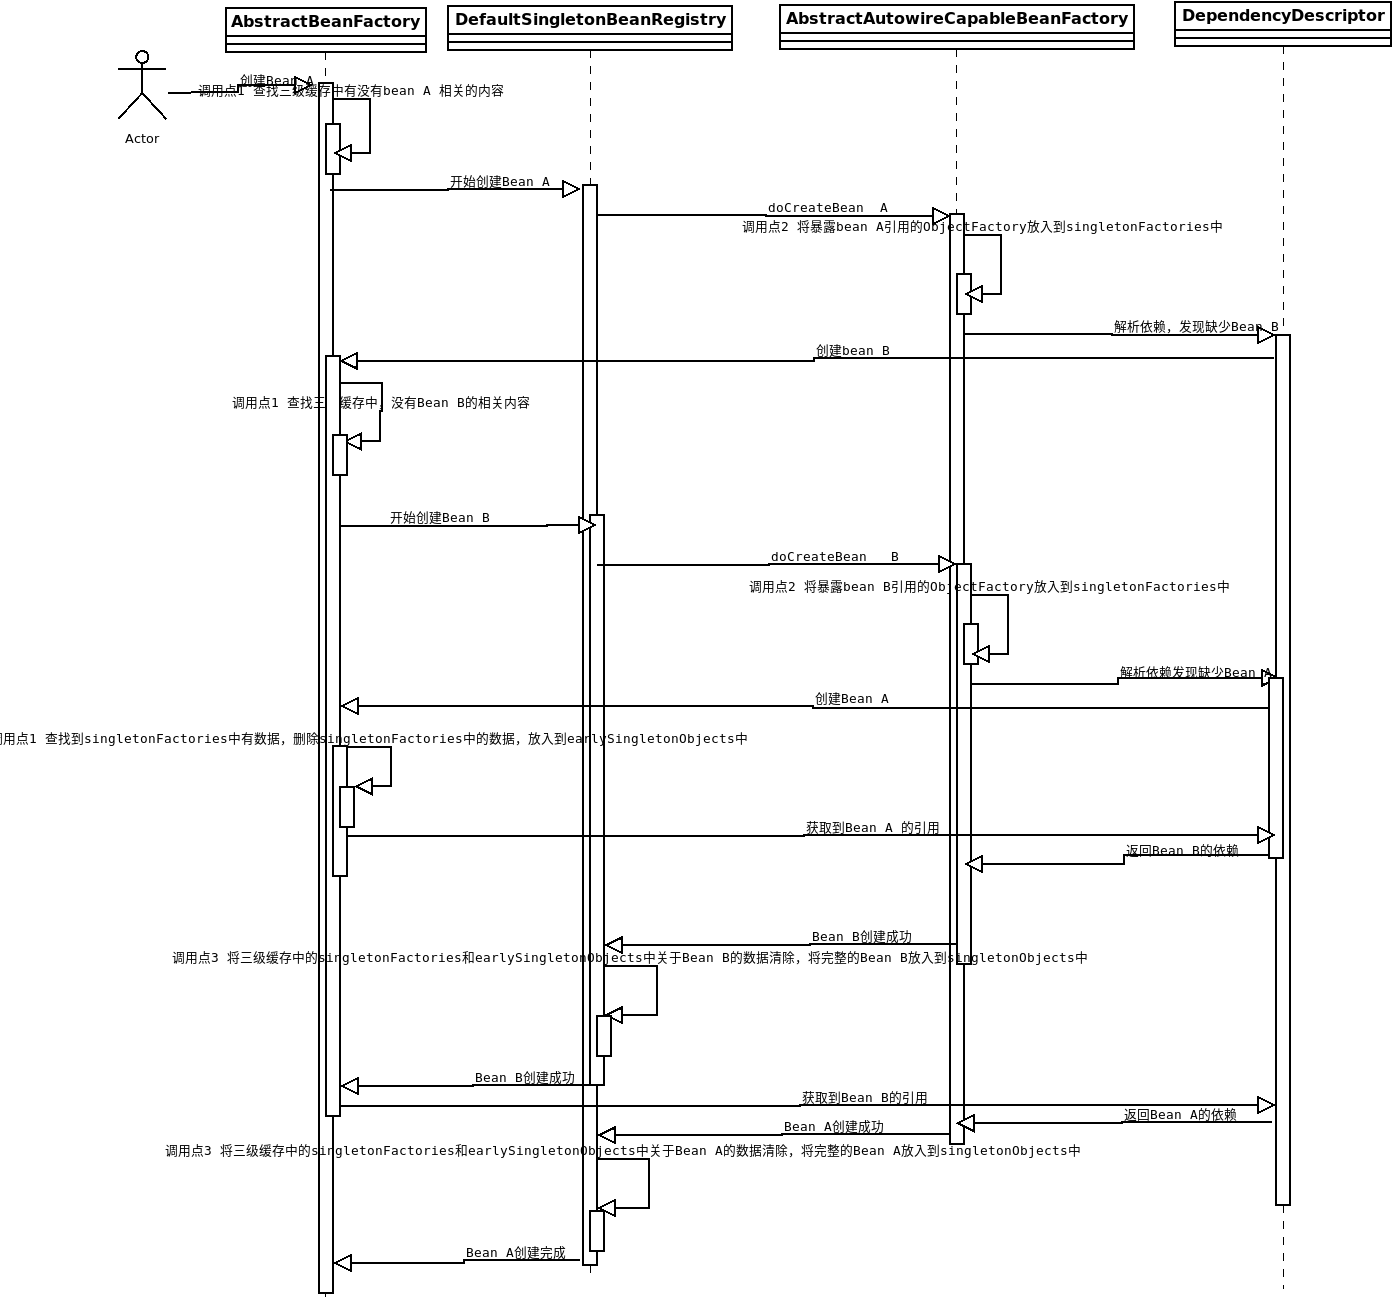 AbstractBeanFactory
DefaultSingletonBeanRegistry
AbstractAutowireCapableBeanFactory
DependencyDescriptor
Actor
创建Bean A
调用点1 查找三级缓存中有没有bean A 相关的内容
开始创建Bean A
doCreateBean A
调用点2 将暴露bean A引用的ObjectFactory放入到singletonFactories中
解析依赖，发现缺少Bean B
创建bean B
调用点1 查找三 缓存中，没有Bean B的相关内容
开始创建Bean B
doCreateBean B
调用点2 将暴露bean B引用的ObjectFactory放入到singletonFactories中
解析依赖发现缺少Bean A
创建Bean A
用点1 查找到singletonFactories中有数据，删除singletonFactories中的数据，放入到earlySingletonObjects中
获取到Bean A 的引用
返回Bean B的依赖
Bean B创建成功
调用点3 将三级缓存中的singletonFactories和earlySingletonObjects中关于Bean B的数据清除，将完整的Bean B放入到singletonObjects中
Bean B创建成功
获取到Bean B的引用
返回Bean A的依赖
Bean A创建成功
调用点3 将三级缓存中的singletonFactories和earlySingletonObjects中关于Bean A的数据清除，将完整的Bean A放入到singletonObjects中
Bean A创建完成